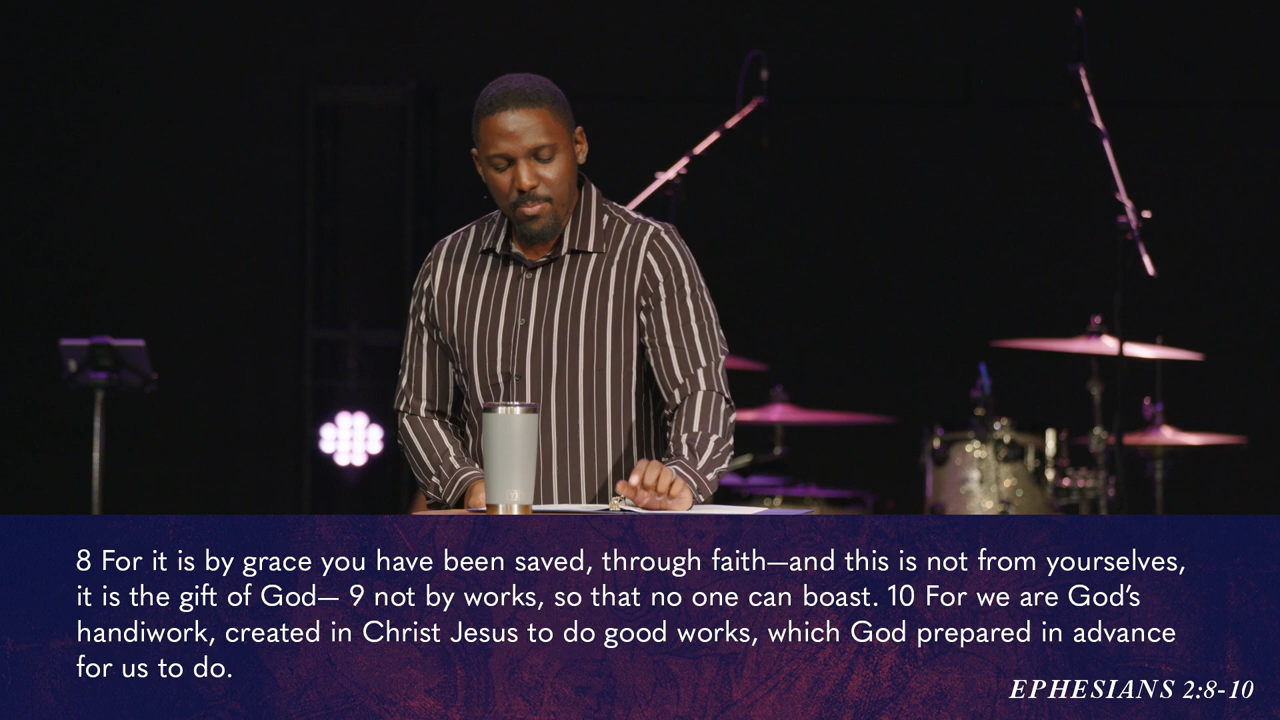 8 For it is by grace you have been saved, through faith—and this is not from yourselves,
it is the gift of God— 9 not by works, so that no one can boast. 10 For we are God’s
handiwork, created in Christ Jesus to do good works, which God prepared in advance
for us to do.
EPHESIANS 2:8-10